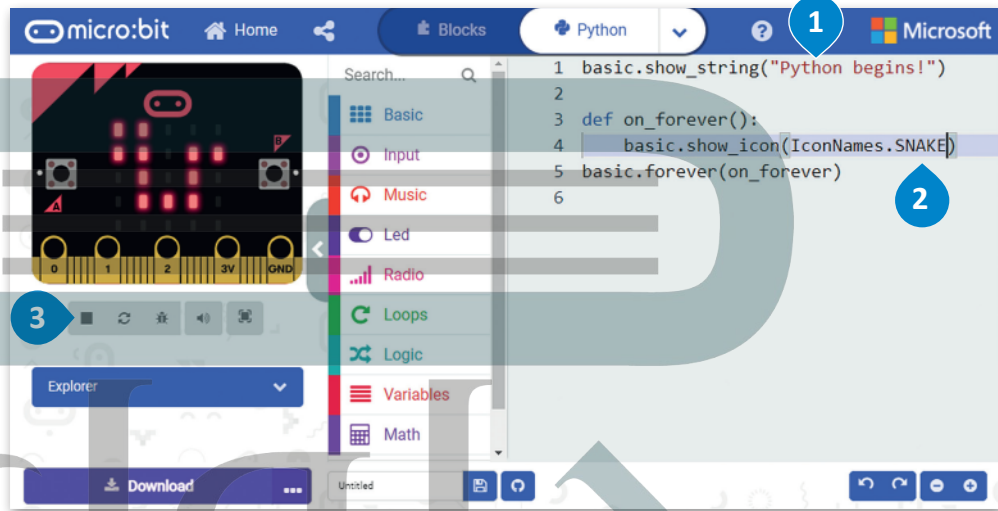 micro:bit
Home
Blocks
Python
Microsoft
1
Search...
Basic
Input
Music
Led
Radio
Loops
Logic
Variables
Math
1 basic.show_string("Python begins!")
2
3 def on_forever():
4 basic.show_icon(IconNames.SNAKE)
5 basic.forever(on_forever)
6
2
B
A
0 1 2 3V GND
3
Explorer
Download
Untitled